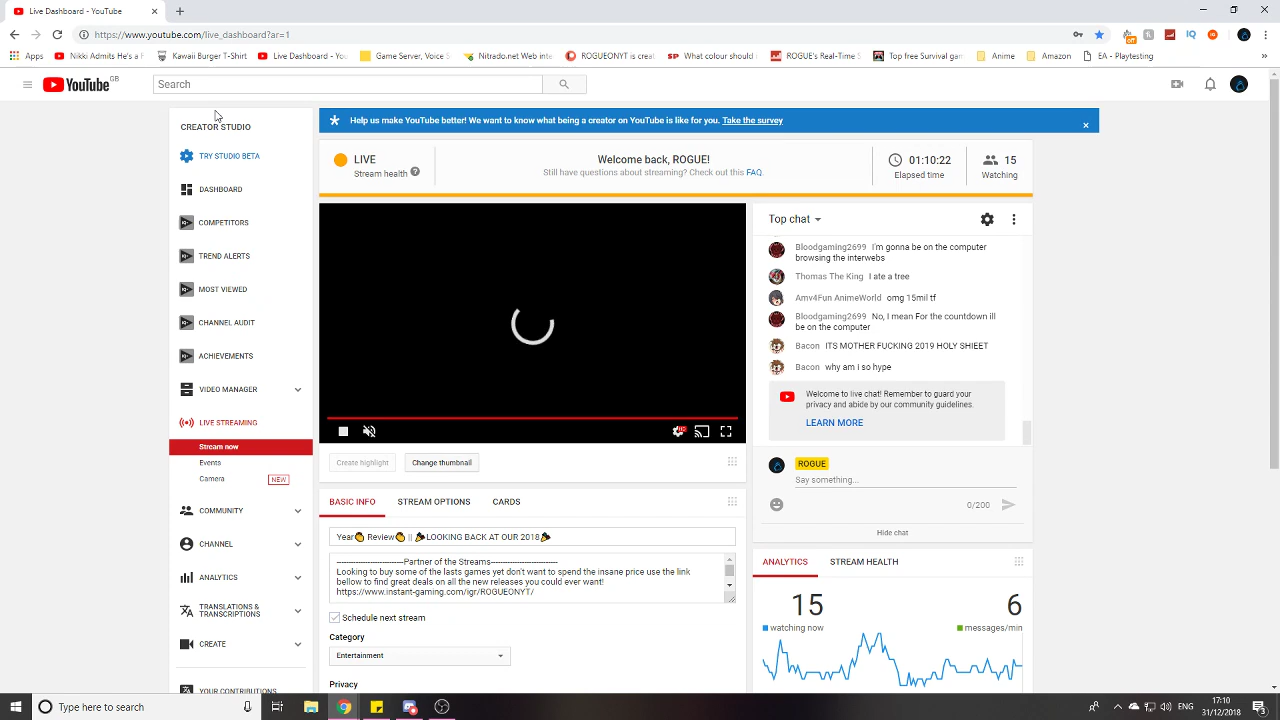 Live Dashboard - YouTube
https://www.youtube.com/live_dashboard?ar=1
Apps
Nikki Admits He's a H
Kawaii Burger T-Shirt
Live Dashboard - You
Game Server, Voice S
Nitrado.net Web inte
ROGUEONYT is creat
What colour should i
ROGUE's Real-Time S
Top free Survival gam
Anime
Amazon
EA - Playtesting
YouTube GB
Search
CREATOR STUDIO
TRY STUDIO BETA
DASHBOARD
COMPETITORS
TREND ALERTS
MOST VIEWED
CHANNEL AUDIT
ACHIEVEMENTS
VIDEO MANAGER
LIVE STREAMING
Stream now
Events
Camera NEW
COMMUNITY
CHANNEL
ANALYTICS
TRANSLATIONS &
TRANSCRIPTIONS
CREATE
YOUR CONTRIBUTIONS
Help us make YouTube better! We want to know what being a creator on YouTube is like for you. Take the survey
LIVE
Stream health
Welcome back, ROGUE!
Still have questions about streaming? Check out this FAQ.
01:10:22
Elapsed time
15
Watching
Create highlight
Change thumbnail
BASIC INFO STREAM OPTIONS CARDS
Year👏 Review👏 || 🎉LOOKING BACK AT OUR 2018🎉
-----------------------Partner of the Streams-----------------------
Looking to buy some of the lasts games yet don't want to spend the insane price use the link
bellow to find great deals on all the new releases you could ever want!
https://www.instant-gaming.com/igr/ROGUEONYT/
Schedule next stream
Category
Entertainment
Privacy
Top chat
Bloodgaming2699 I'm gonna be on the computer
browsing the interwebs
Thomas The King I ate a tree
Amv4Fun AnimeWorld omg 15mil tf
Bloodgaming2699 No, I mean For the countdown ill
be on the computer
Bacon ITS MOTHER FUCKING 2019 HOLY SHIEET
Bacon why am i so hype
Welcome to live chat! Remember to guard your
privacy and abide by our community guidelines.
LEARN MORE
ROGUE
Say something...
0/200
Hide chat
ANALYTICS STREAM HEALTH
15
watching now
6
messages/min
Type here to search
ENG
17:10
31/12/2018